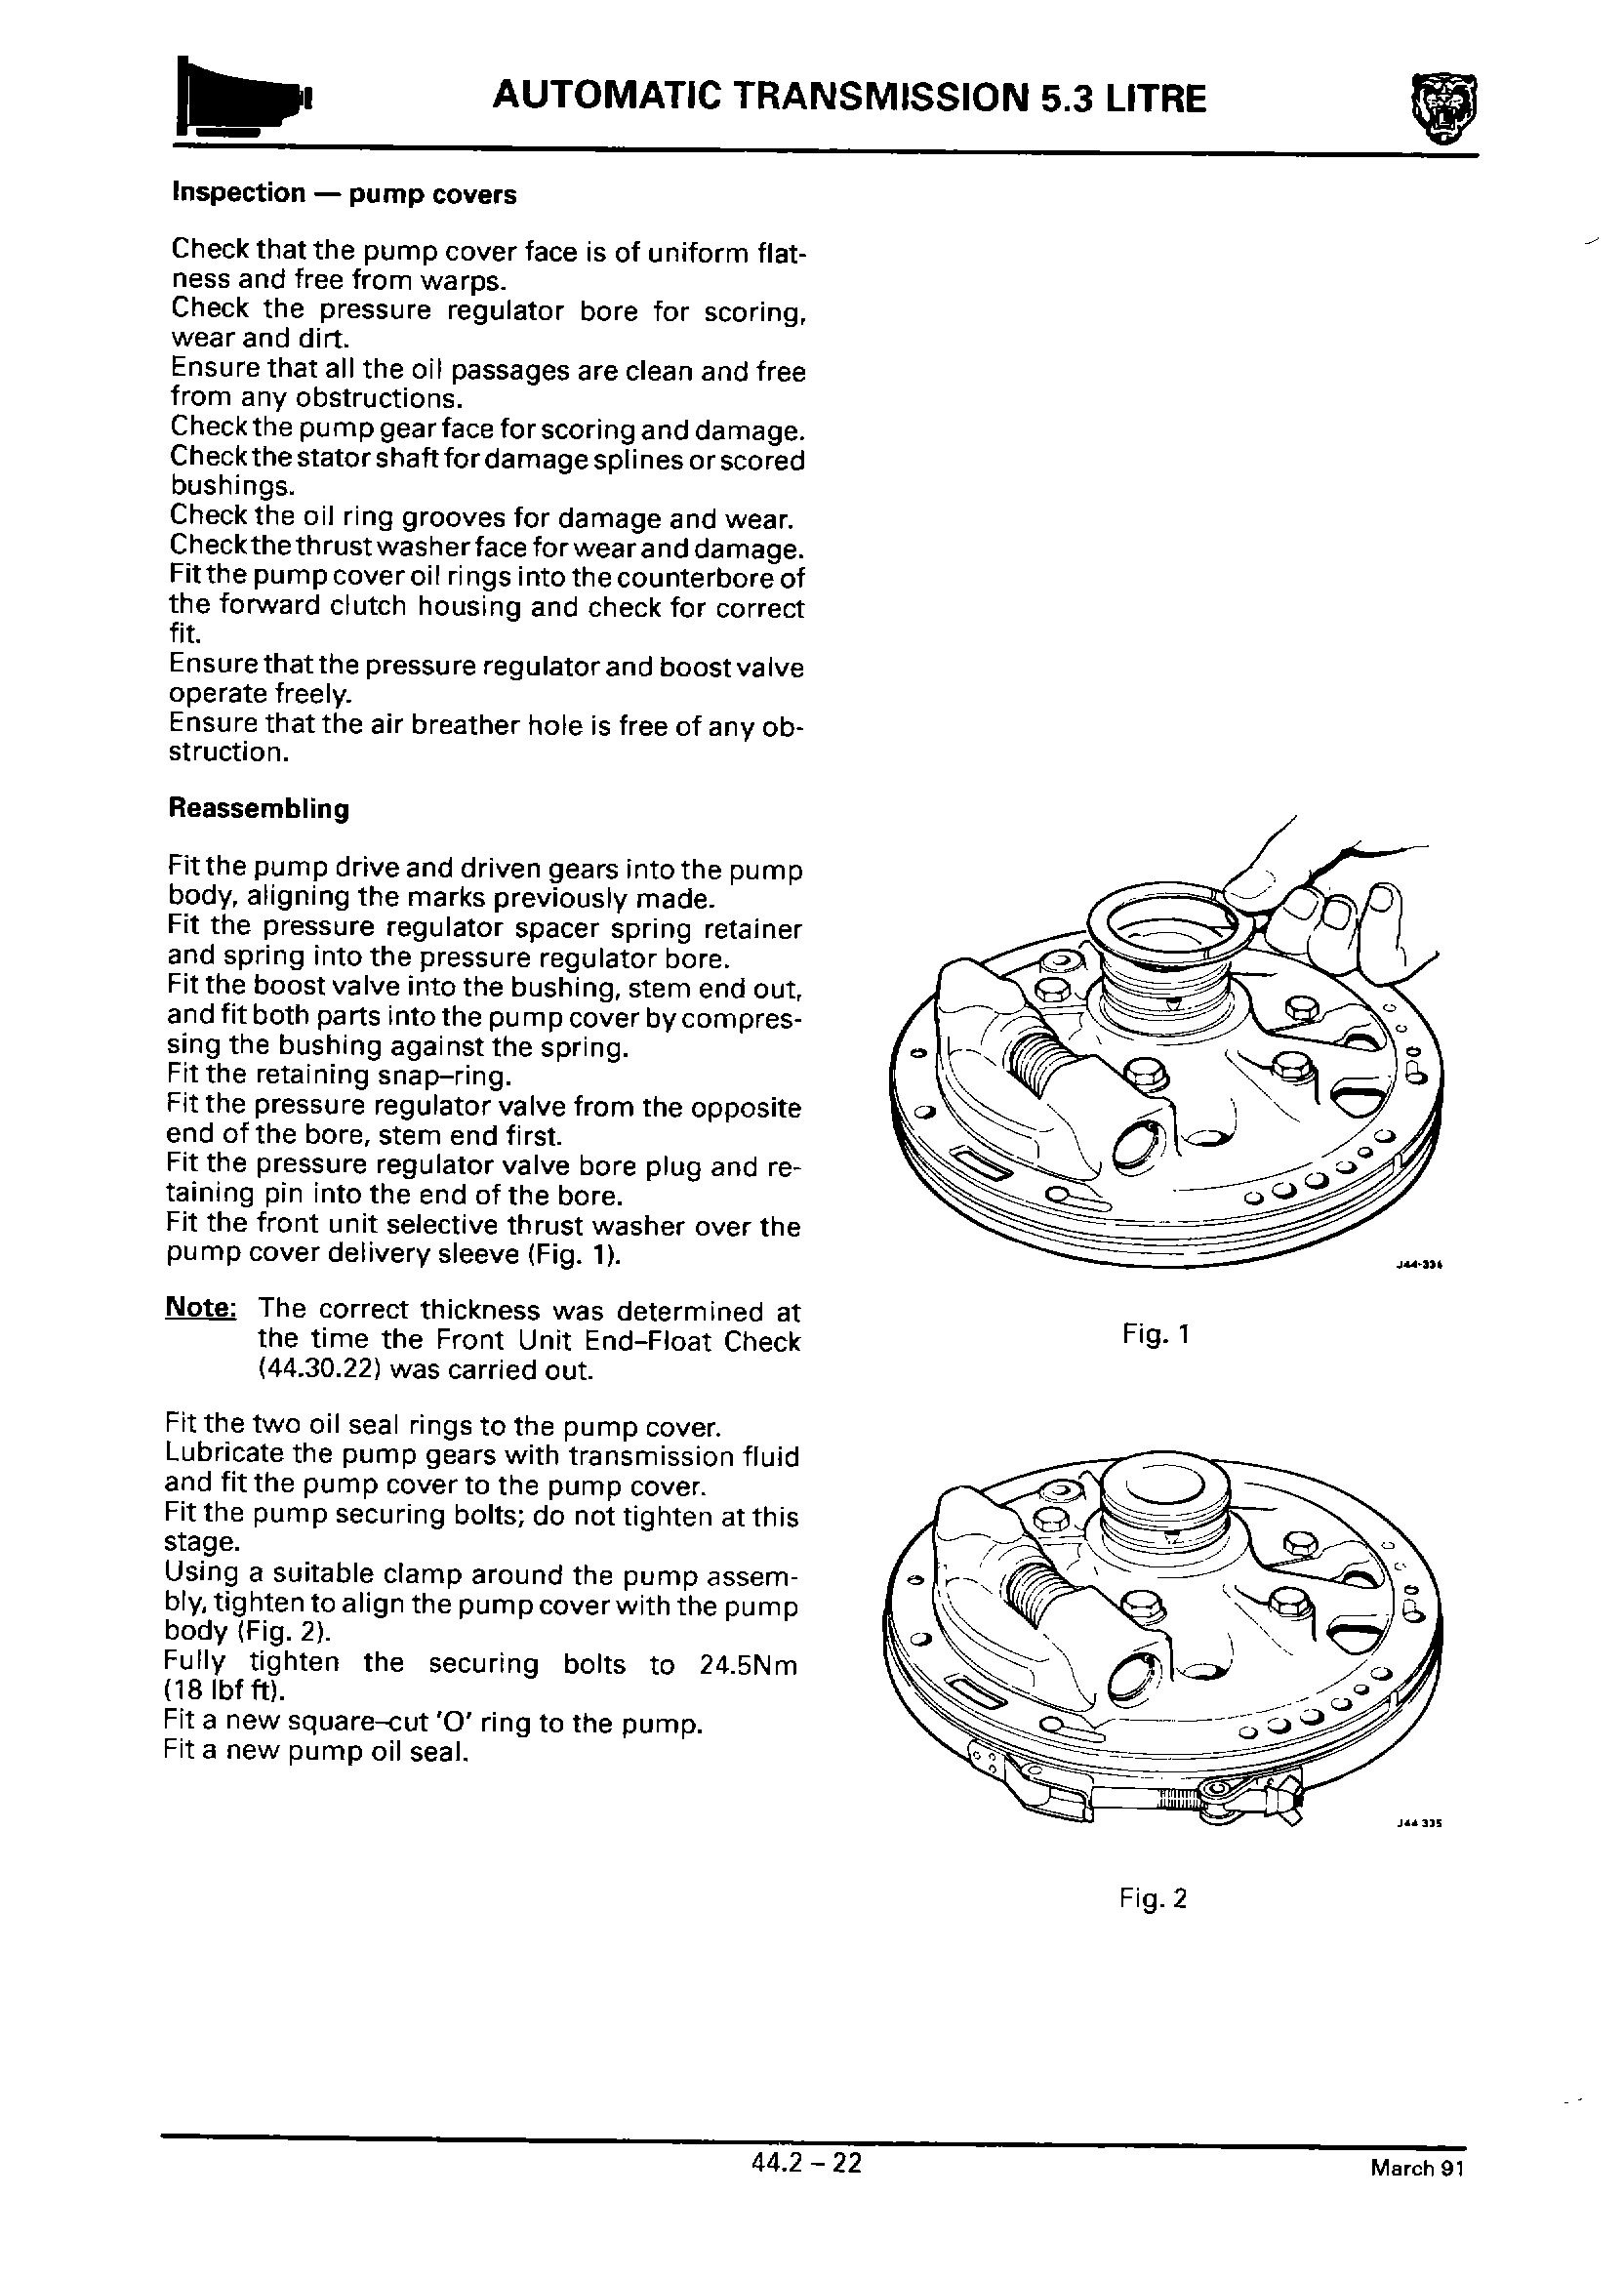 AUTOMATIC TRANSMISSION 5.3 LITRE
Inspection — pump covers
Check that the pump cover face is of uniform flat-
ness and free from warps.
Check the pressure regulator bore for scoring,
wear and dirt.
Ensure that all the oil passages are clean and free
from any obstructions.
Check the pump gear face for scoring and damage.
Check the stator shaft for damage splines or scored
bushings.
Check the oil ring grooves for damage and wear.
Check the thrust washer face for wear and damage.
Fit the pump cover oil rings into the counterbore of
the forward clutch housing and check for correct
fit.
Ensure that the pressure regulator and boost valve
operate freely.
Ensure that the air breather hole is free of any ob-
struction.
Reassembling
Fit the pump drive and driven gears into the pump
body, aligning the marks previously made.
Fit the pressure regulator spacer spring retainer
and spring into the pressure regulator bore.
Fit the boost valve into the bushing, stem end out,
and fit both parts into the pump cover by compres-
sing the bushing against the spring.
Fit the retaining snap–ring.
Fit the pressure regulator valve from the opposite
end of the bore, stem end first.
Fit the pressure regulator valve bore plug and re-
taining pin into the end of the bore.
Fit the front unit selective thrust washer over the
pump cover delivery sleeve (Fig. 1).
Note: The correct thickness was determined at
the time the Front Unit End–Float Check
(44.30.22) was carried out.
Fit the two oil seal rings to the pump cover.
Lubricate the pump gears with transmission fluid
and fit the pump cover to the pump cover.
Fit the pump securing bolts; do not tighten at this
stage.
Using a suitable clamp around the pump assem-
bly, tighten to align the pump cover with the pump
body (Fig. 2).
Fully tighten the securing bolts to 24.5Nm
(18 lbf ft).
Fit a new square–cut 'O' ring to the pump.
Fit a new pump oil seal.
J44-336
Fig. 1
J44 335
Fig. 2
44.2 – 22
March 91